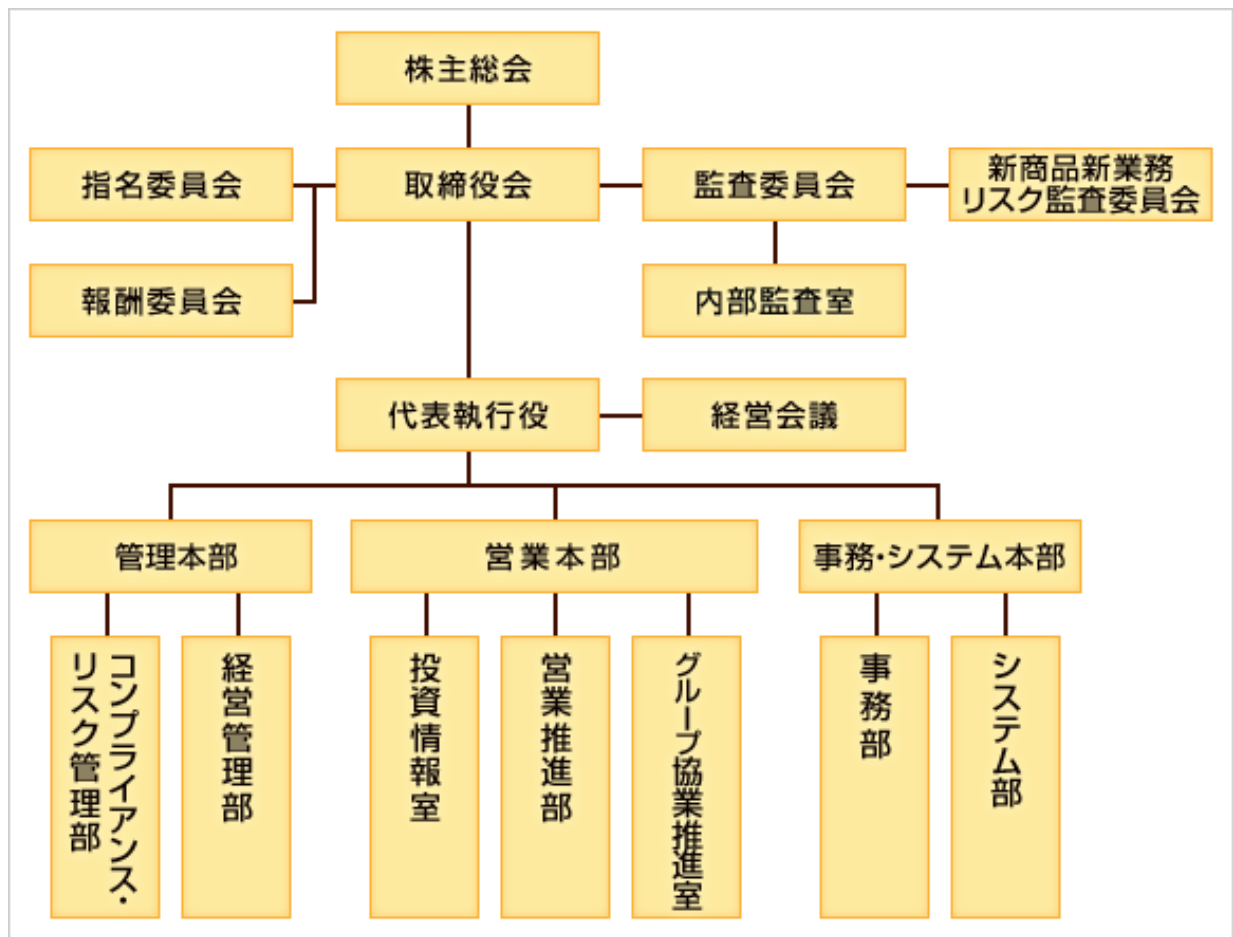 株主総会
指名委員会
取締役会
監査委員会
新商品新業務
リスク監査委員会
報酬委員会
内部監査室
代表執行役
経営会議
管理本部
営業本部
事務・システム本部
コンプライアンス・
リスク管理部
経営管理部
投資情報室
営業推進部
グループ協業推進室
事務部
システム部